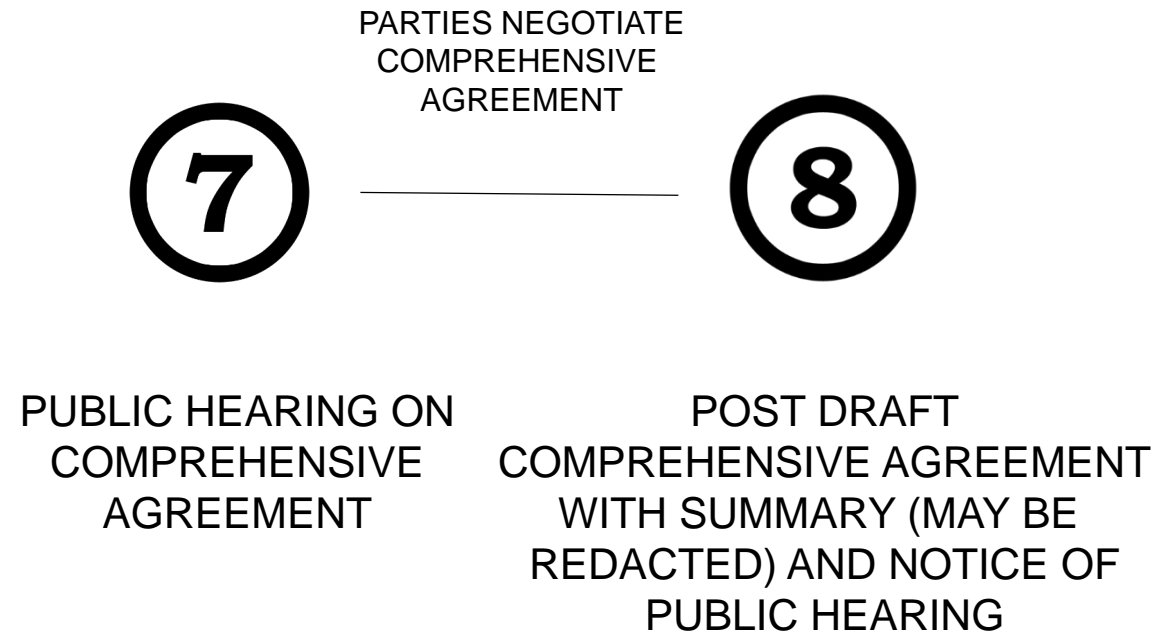 PARTIES NEGOTIATE
COMPREHENSIVE
AGREEMENT
7
8
PUBLIC HEARING ON
COMPREHENSIVE
AGREEMENT
POST DRAFT
COMPREHENSIVE AGREEMENT
WITH SUMMARY (MAY BE
REDACTED) AND NOTICE OF
PUBLIC HEARING